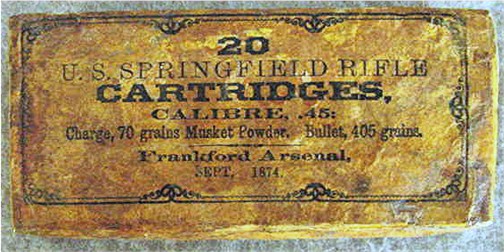 20
U. S. SPRINGFIELD RIFLE
CARTRIDGES,
CALIBRE, .45:
Charge, 70 grains Musket Powder. Bullet, 405 grains.
Frankford Arsenal,
SEPT, 1874.